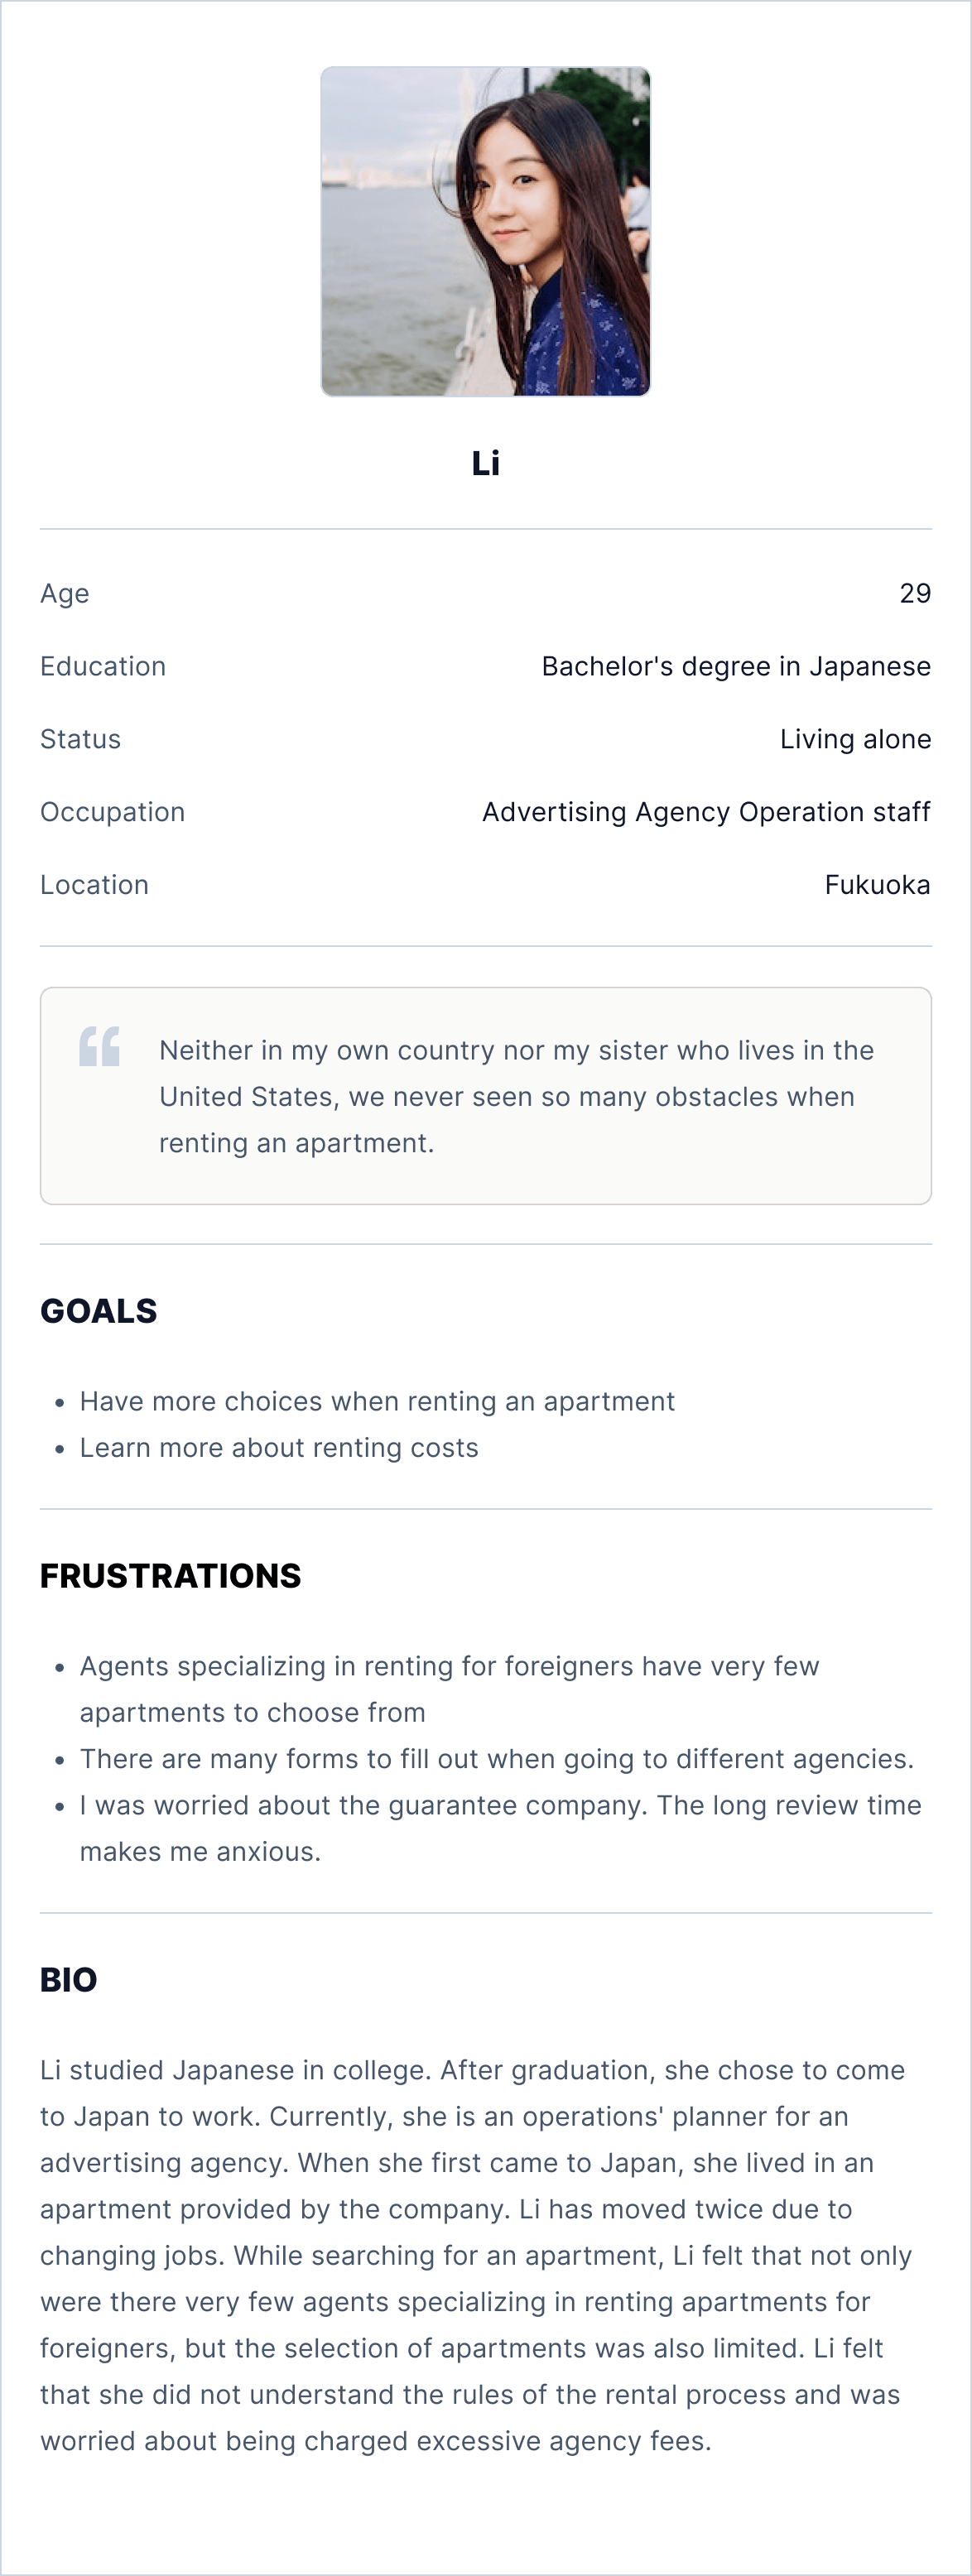 Li
Age 29
Education Bachelor's degree in Japanese
Status Living alone
Occupation Advertising Agency Operation staff
Location Fukuoka
Neither in my own country nor my sister who lives in the
United States, we never seen so many obstacles when
renting an apartment.
GOALS
• Have more choices when renting an apartment
• Learn more about renting costs
FRUSTRATIONS
• Agents specializing in renting for foreigners have very few
apartments to choose from
• There are many forms to fill out when going to different agencies.
• I was worried about the guarantee company. The long review time
makes me anxious.
BIO
Li studied Japanese in college. After graduation, she chose to come
to Japan to work. Currently, she is an operations' planner for an
advertising agency. When she first came to Japan, she lived in an
apartment provided by the company. Li has moved twice due to
changing jobs. While searching for an apartment, Li felt that not only
were there very few agents specializing in renting apartments for
foreigners, but the selection of apartments was also limited. Li felt
that she did not understand the rules of the rental process and was
worried about being charged excessive agency fees.